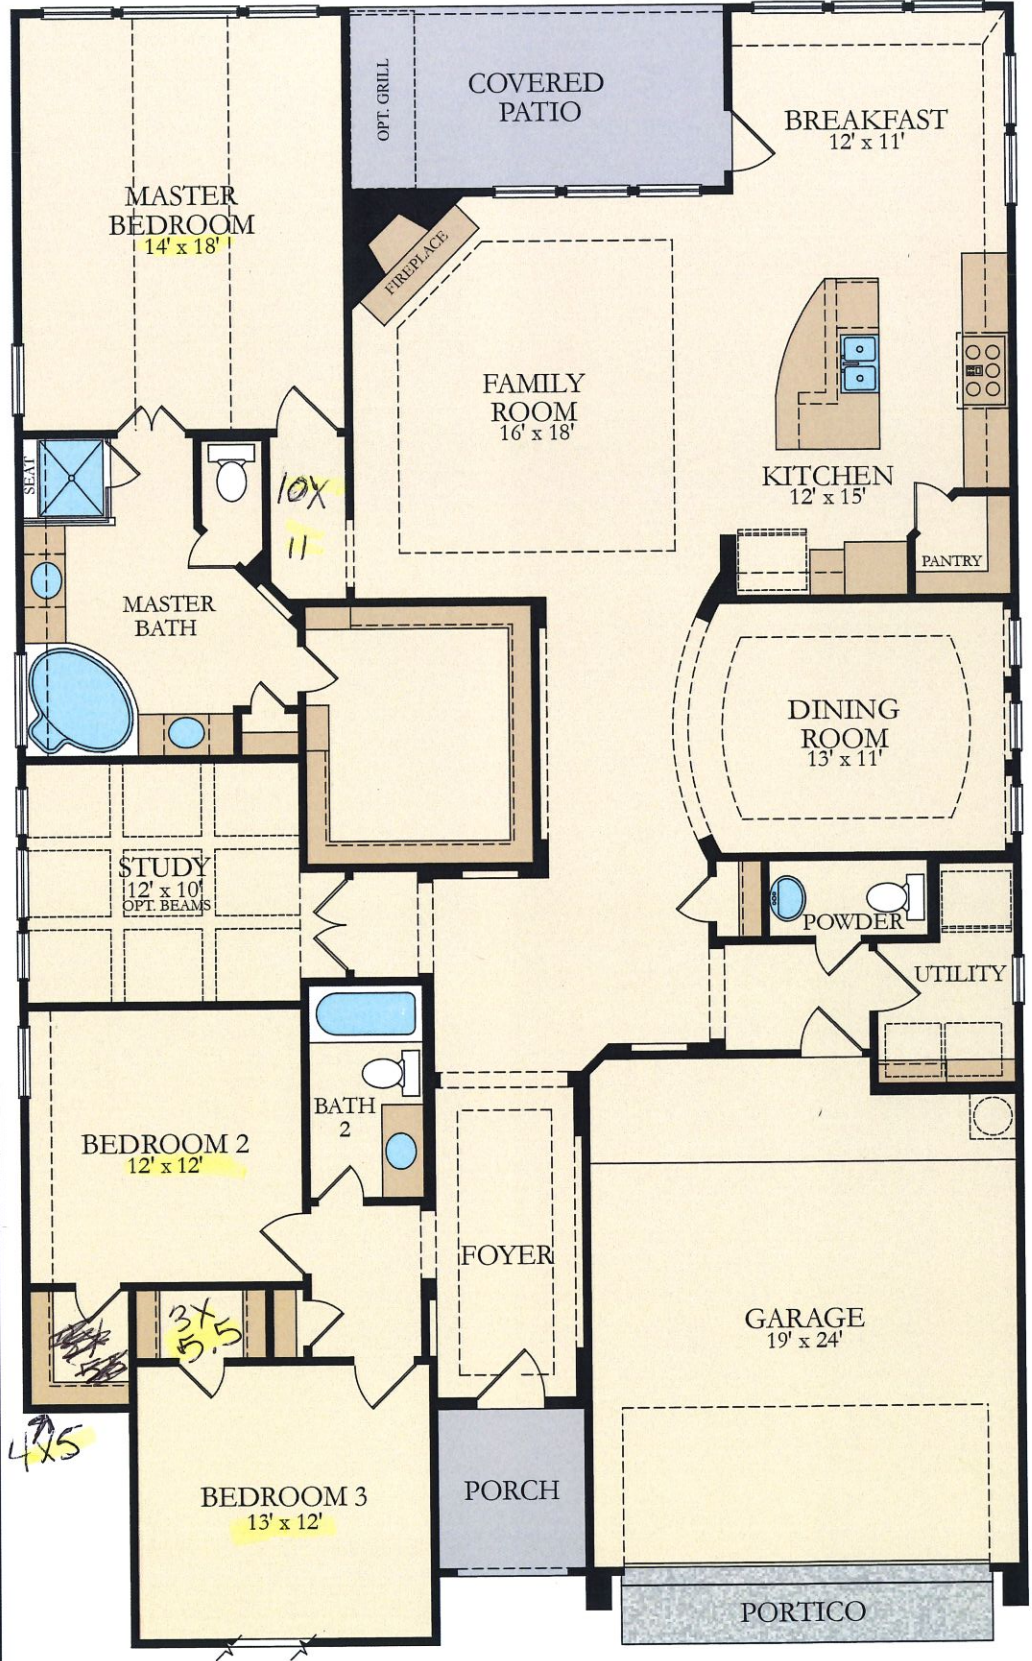 COVERED
PATIO
OPT. GRILL
BREAKFAST
12' x 11'
MASTER
BEDROOM
14' x 18'
FIREPLACE
FAMILY
ROOM
16' x 18'
KITCHEN
12' x 15'
SEAT
10X
11
PANTRY
MASTER
BATH
DINING
ROOM
13' x 11'
STUDY
12' x 10'
OPT. BEAMS
POWDER
UTILITY
BATH
2
BEDROOM 2
12' x 12'
FOYER
3X
5.5
GARAGE
19' x 24'
4X5
BEDROOM 3
13' x 12'
PORCH
PORTICO